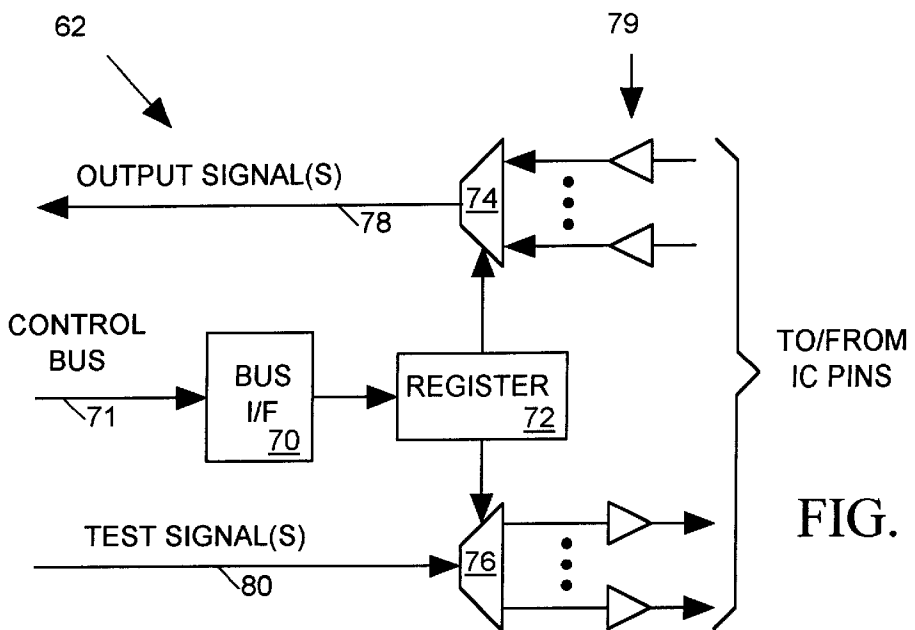 62
79
OUTPUT SIGNAL(S)
74
78
CONTROL
BUS
71
BUS
I/F
70
REGISTER
72
TO/FROM
IC PINS
TEST SIGNAL(S)
80
76
FIG.